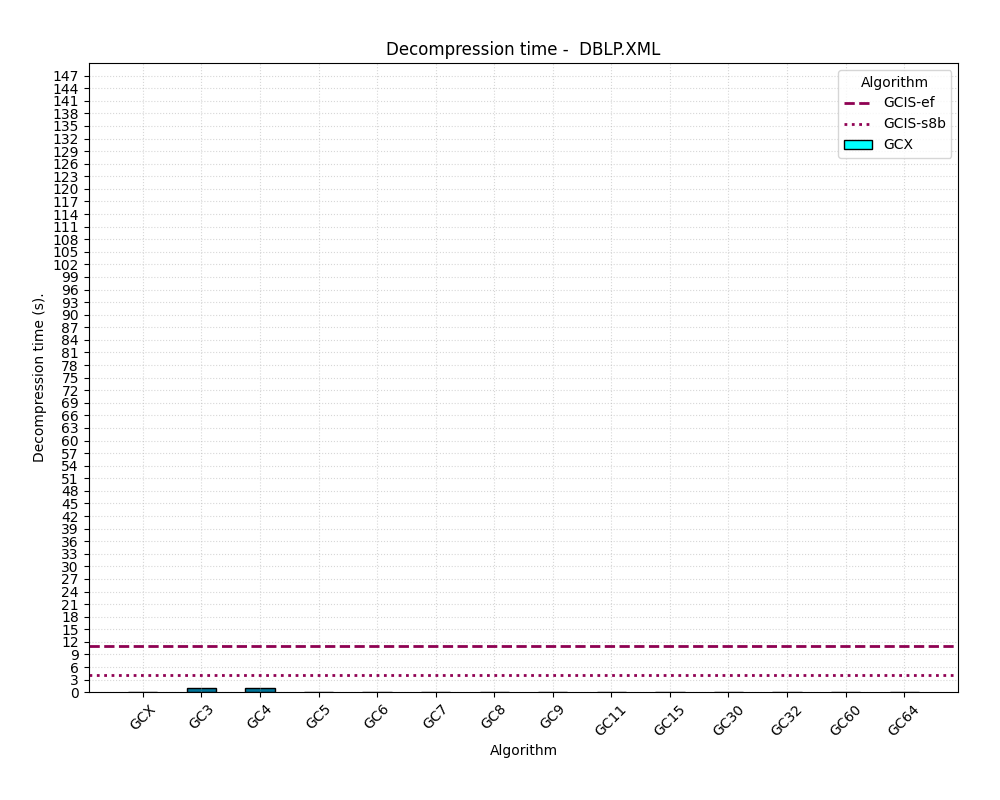 Decompression time -  DBLP.XML
147
144
141
138
135
132
129
126
123
120
117
114
111
108
105
102
99
96
93
90
87
84
81
78
75
72
69
66
63
60
57
54
51
48
45
42
39
36
33
30
27
24
21
18
15
12
9
6
3
0
Decompression time (s).
Algorithm
GCIS-ef
GCIS-s8b
GCX
GCX
GC3
GC4
GC5
GC6
GC7
GC8
GC9
GC11
GC15
GC30
GC32
GC60
GC64
Algorithm